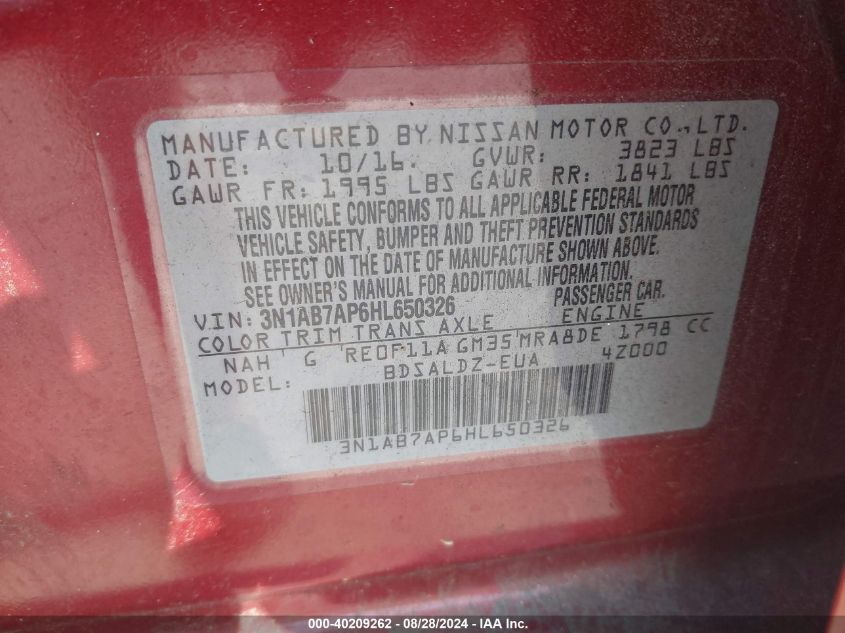 MANUFACTURED BY NISSAN MOTOR CO., LTD.
DATE: 10/16. GVWR: 3823 LBS
GAWR FR: 1995 LBS GAWR RR: 1841 LBS
THIS VEHICLE CONFORMS TO ALL APPLICABLE FEDERAL MOTOR
VEHICLE SAFETY, BUMPER AND THEFT PREVENTION STANDARDS
IN EFFECT ON THE DATE OF MANUFACTURE SHOWN ABOVE.
SEE OWNER'S MANUAL FOR ADDITIONAL INFORMATION.
VIN: 3N1AB7AP6HL650326 PASSENGER CAR.
COLOR TRIM TRANS AXLE ENGINE
NAH G RE0F11A GM35 MRA8DE 1798 CC
MODEL: BDSALDZ-EUA 4Z000
3N1AB7AP6HL650326
000-40209262 - 08/28/2024 - IAA Inc.